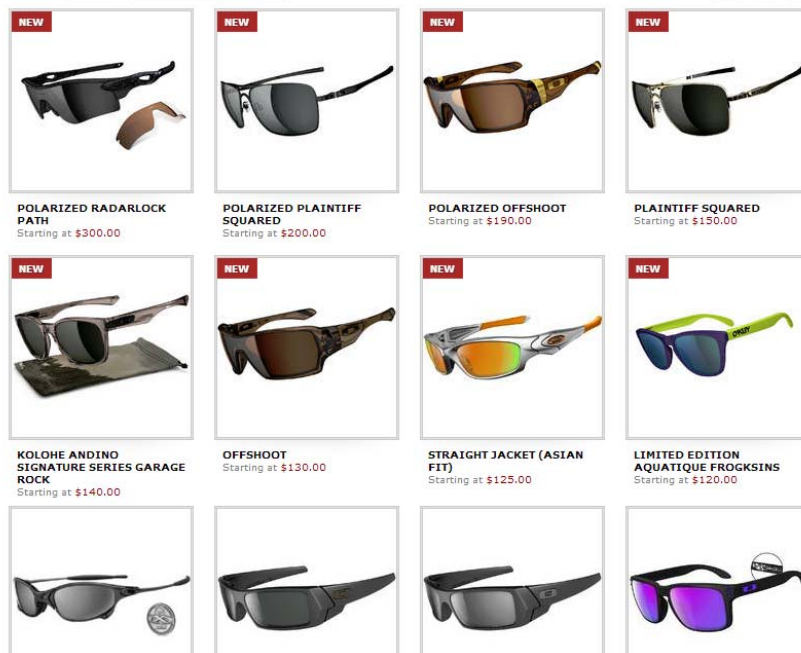 NEW
NEW
NEW
NEW
POLARIZED RADARLOCK
PATH
Starting at $300.00
POLARIZED PLAINTIFF
SQUARED
Starting at $200.00
POLARIZED OFFSHOOT
Starting at $190.00
PLAINTIFF SQUARED
Starting at $150.00
NEW
NEW
NEW
NEW
OAKLEY
KOLOHE ANDINO
SIGNATURE SERIES GARAGE
ROCK
Starting at $140.00
OFFSHOOT
Starting at $130.00
STRAIGHT JACKET (ASIAN
FIT)
Starting at $125.00
LIMITED EDITION
AQUATIQUE FROGKSINS
Starting at $120.00